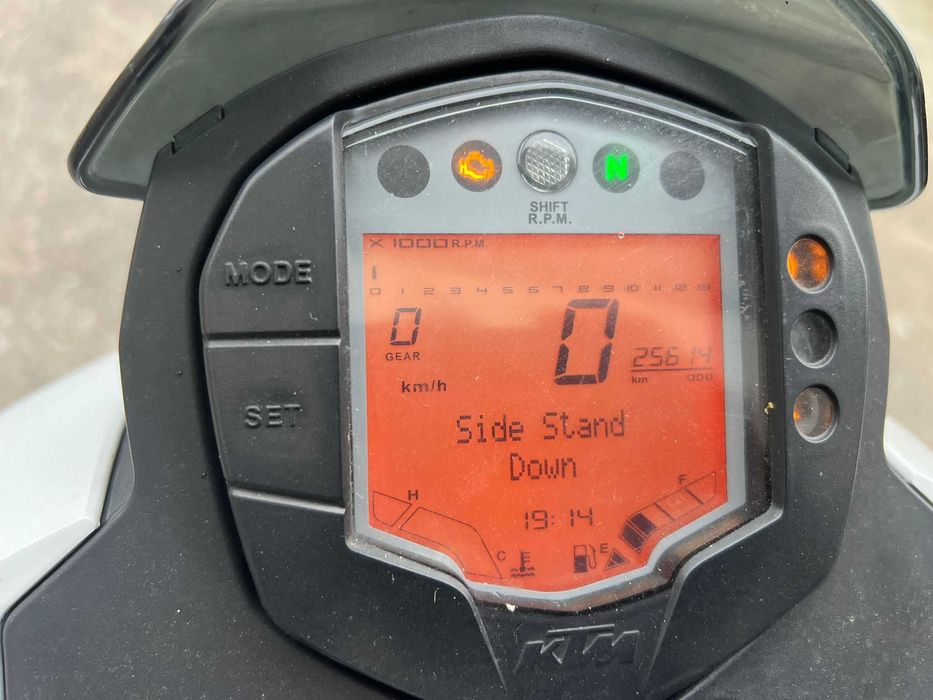 N
SHIFT
R.P.M.
X 1000 R.P.M.
0 1 2 3 4 5 6 7 8 9 10 11 12 13
MODE
0
GEAR
0
25614
km ODO
km/h
SET
Side Stand
Down
H
F
19:14
C
E
KTM